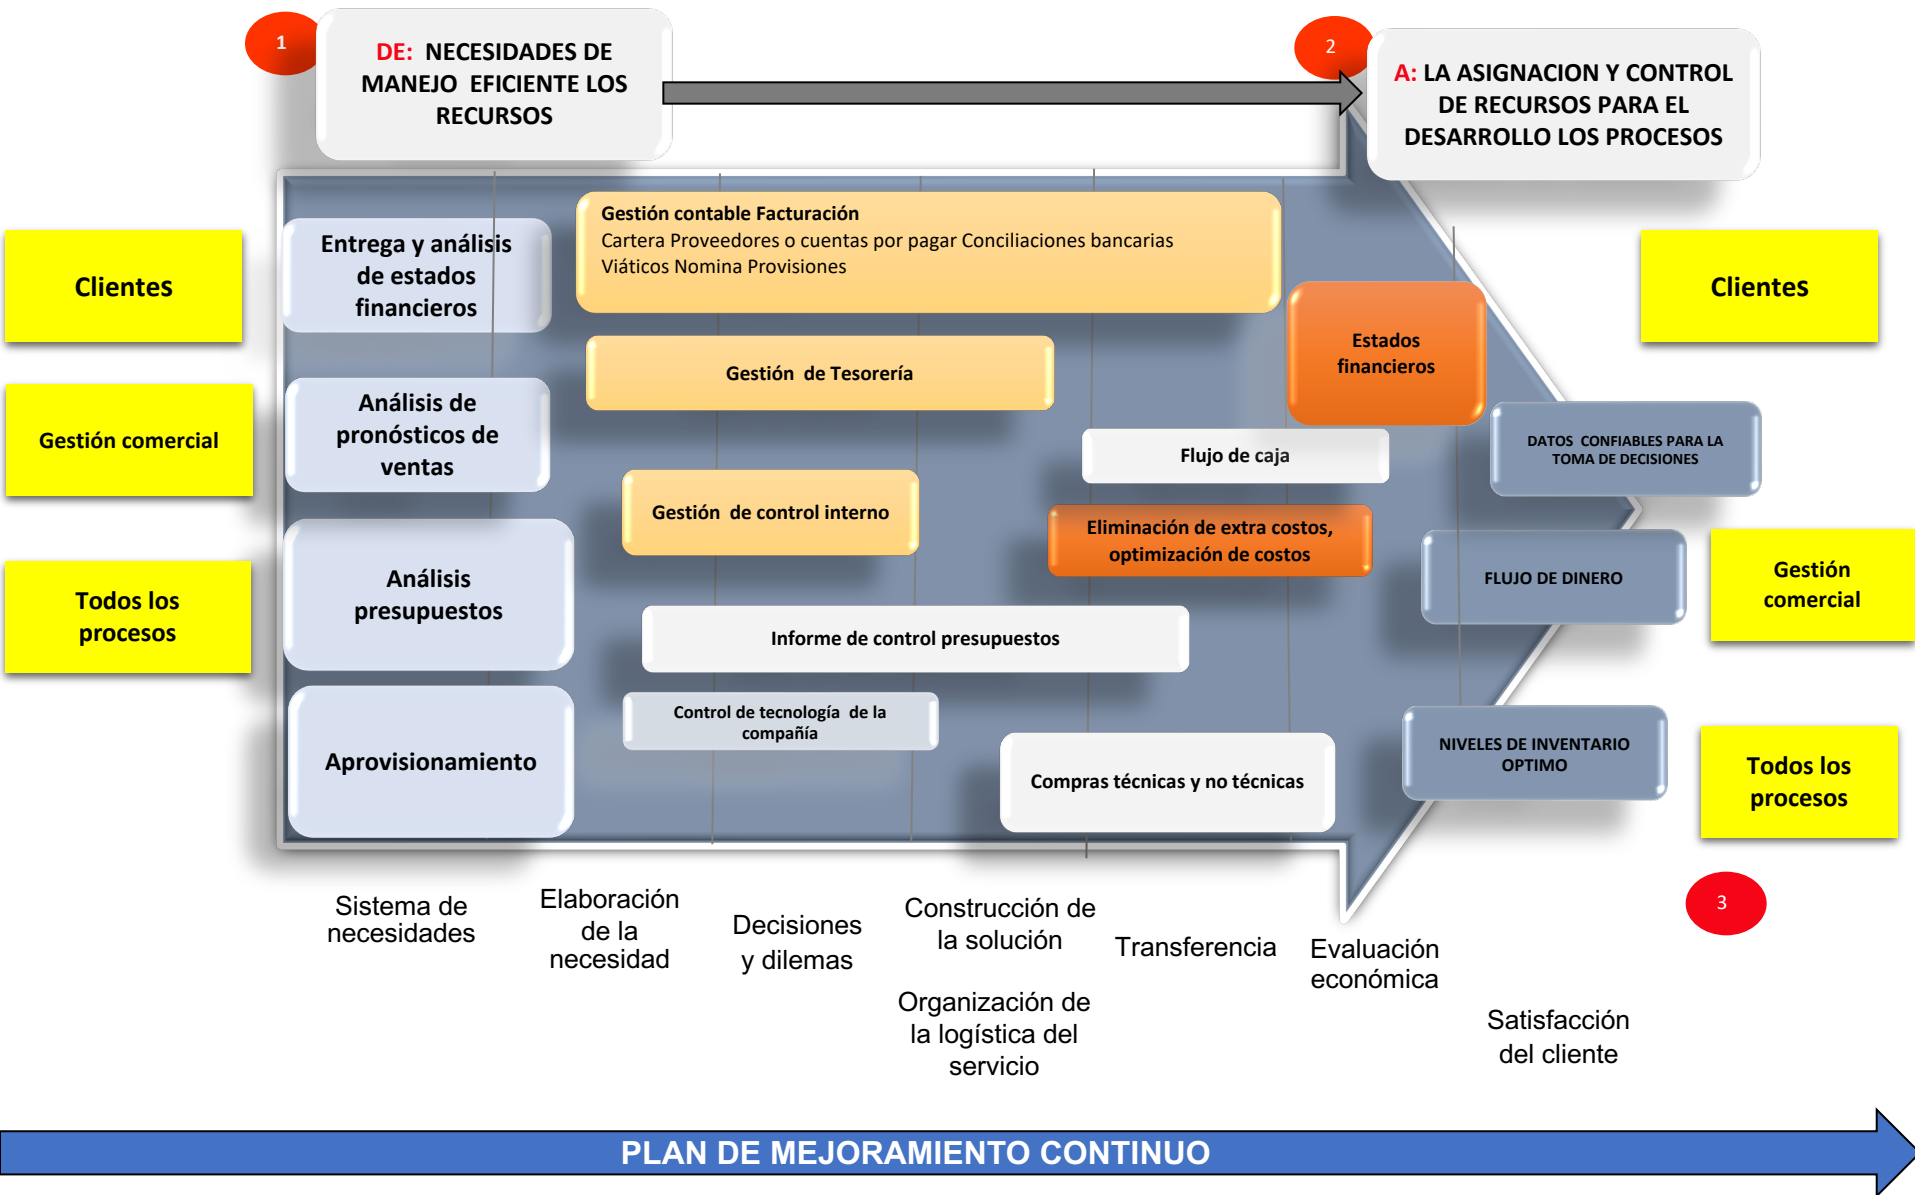 1
DE: NECESIDADES DE
MANEJO EFICIENTE LOS
RECURSOS
2
A: LA ASIGNACION Y CONTROL
DE RECURSOS PARA EL
DESARROLLO LOS PROCESOS
Clientes
Gestión comercial
Todos los
procesos
Entrega y análisis
de estados
financieros
Análisis de
pronósticos de
ventas
Análisis
presupuestos
Aprovisionamiento
Gestión contable Facturación
Cartera Proveedores o cuentas por pagar Conciliaciones bancarias
Viáticos Nomina Provisiones
Gestión de Tesorería
Gestión de control interno
Informe de control presupuestos
Control de tecnología de la
compañía
Estados
financieros
Flujo de caja
Eliminación de extra costos,
optimización de costos
Compras técnicas y no técnicas
DATOS CONFIABLES PARA LA
TOMA DE DECISIONES
FLUJO DE DINERO
NIVELES DE INVENTARIO
OPTIMO
Clientes
Gestión
comercial
Todos los
procesos
3
Sistema de
necesidades
Elaboración
de la
necesidad
Decisiones
y dilemas
Construcción de
la solución
Organización de
la logística del
servicio
Transferencia
Evaluación
económica
Satisfacción
del cliente
PLAN DE MEJORAMIENTO CONTINUO